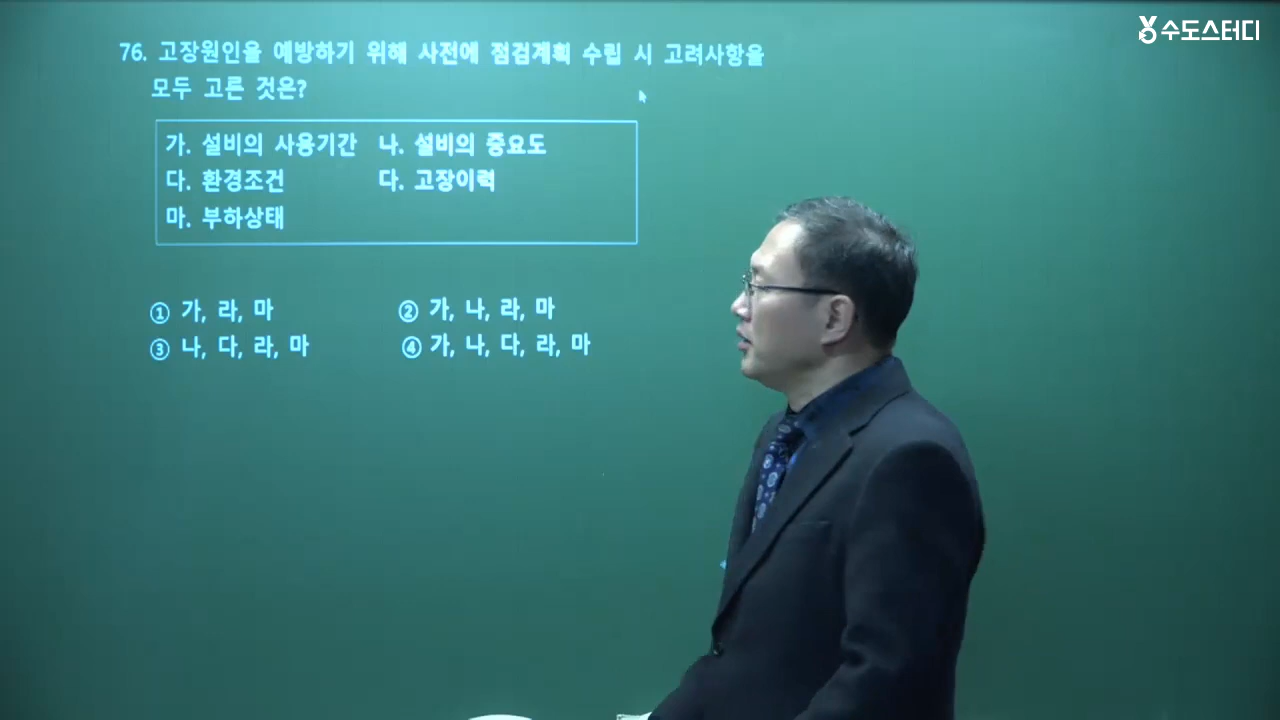 수도스터디
76. 고장원인을 예방하기 위해 사전에 점검계획 수립 시 고려사항을
모두 고른 것은?
가. 설비의 사용기간 나. 설비의 중요도
다. 환경조건 다. 고장이력
마. 부하상태
① 가, 라, 마 ② 가, 나, 라, 마
③ 나, 다, 라, 마 ④ 가, 나, 다, 라, 마